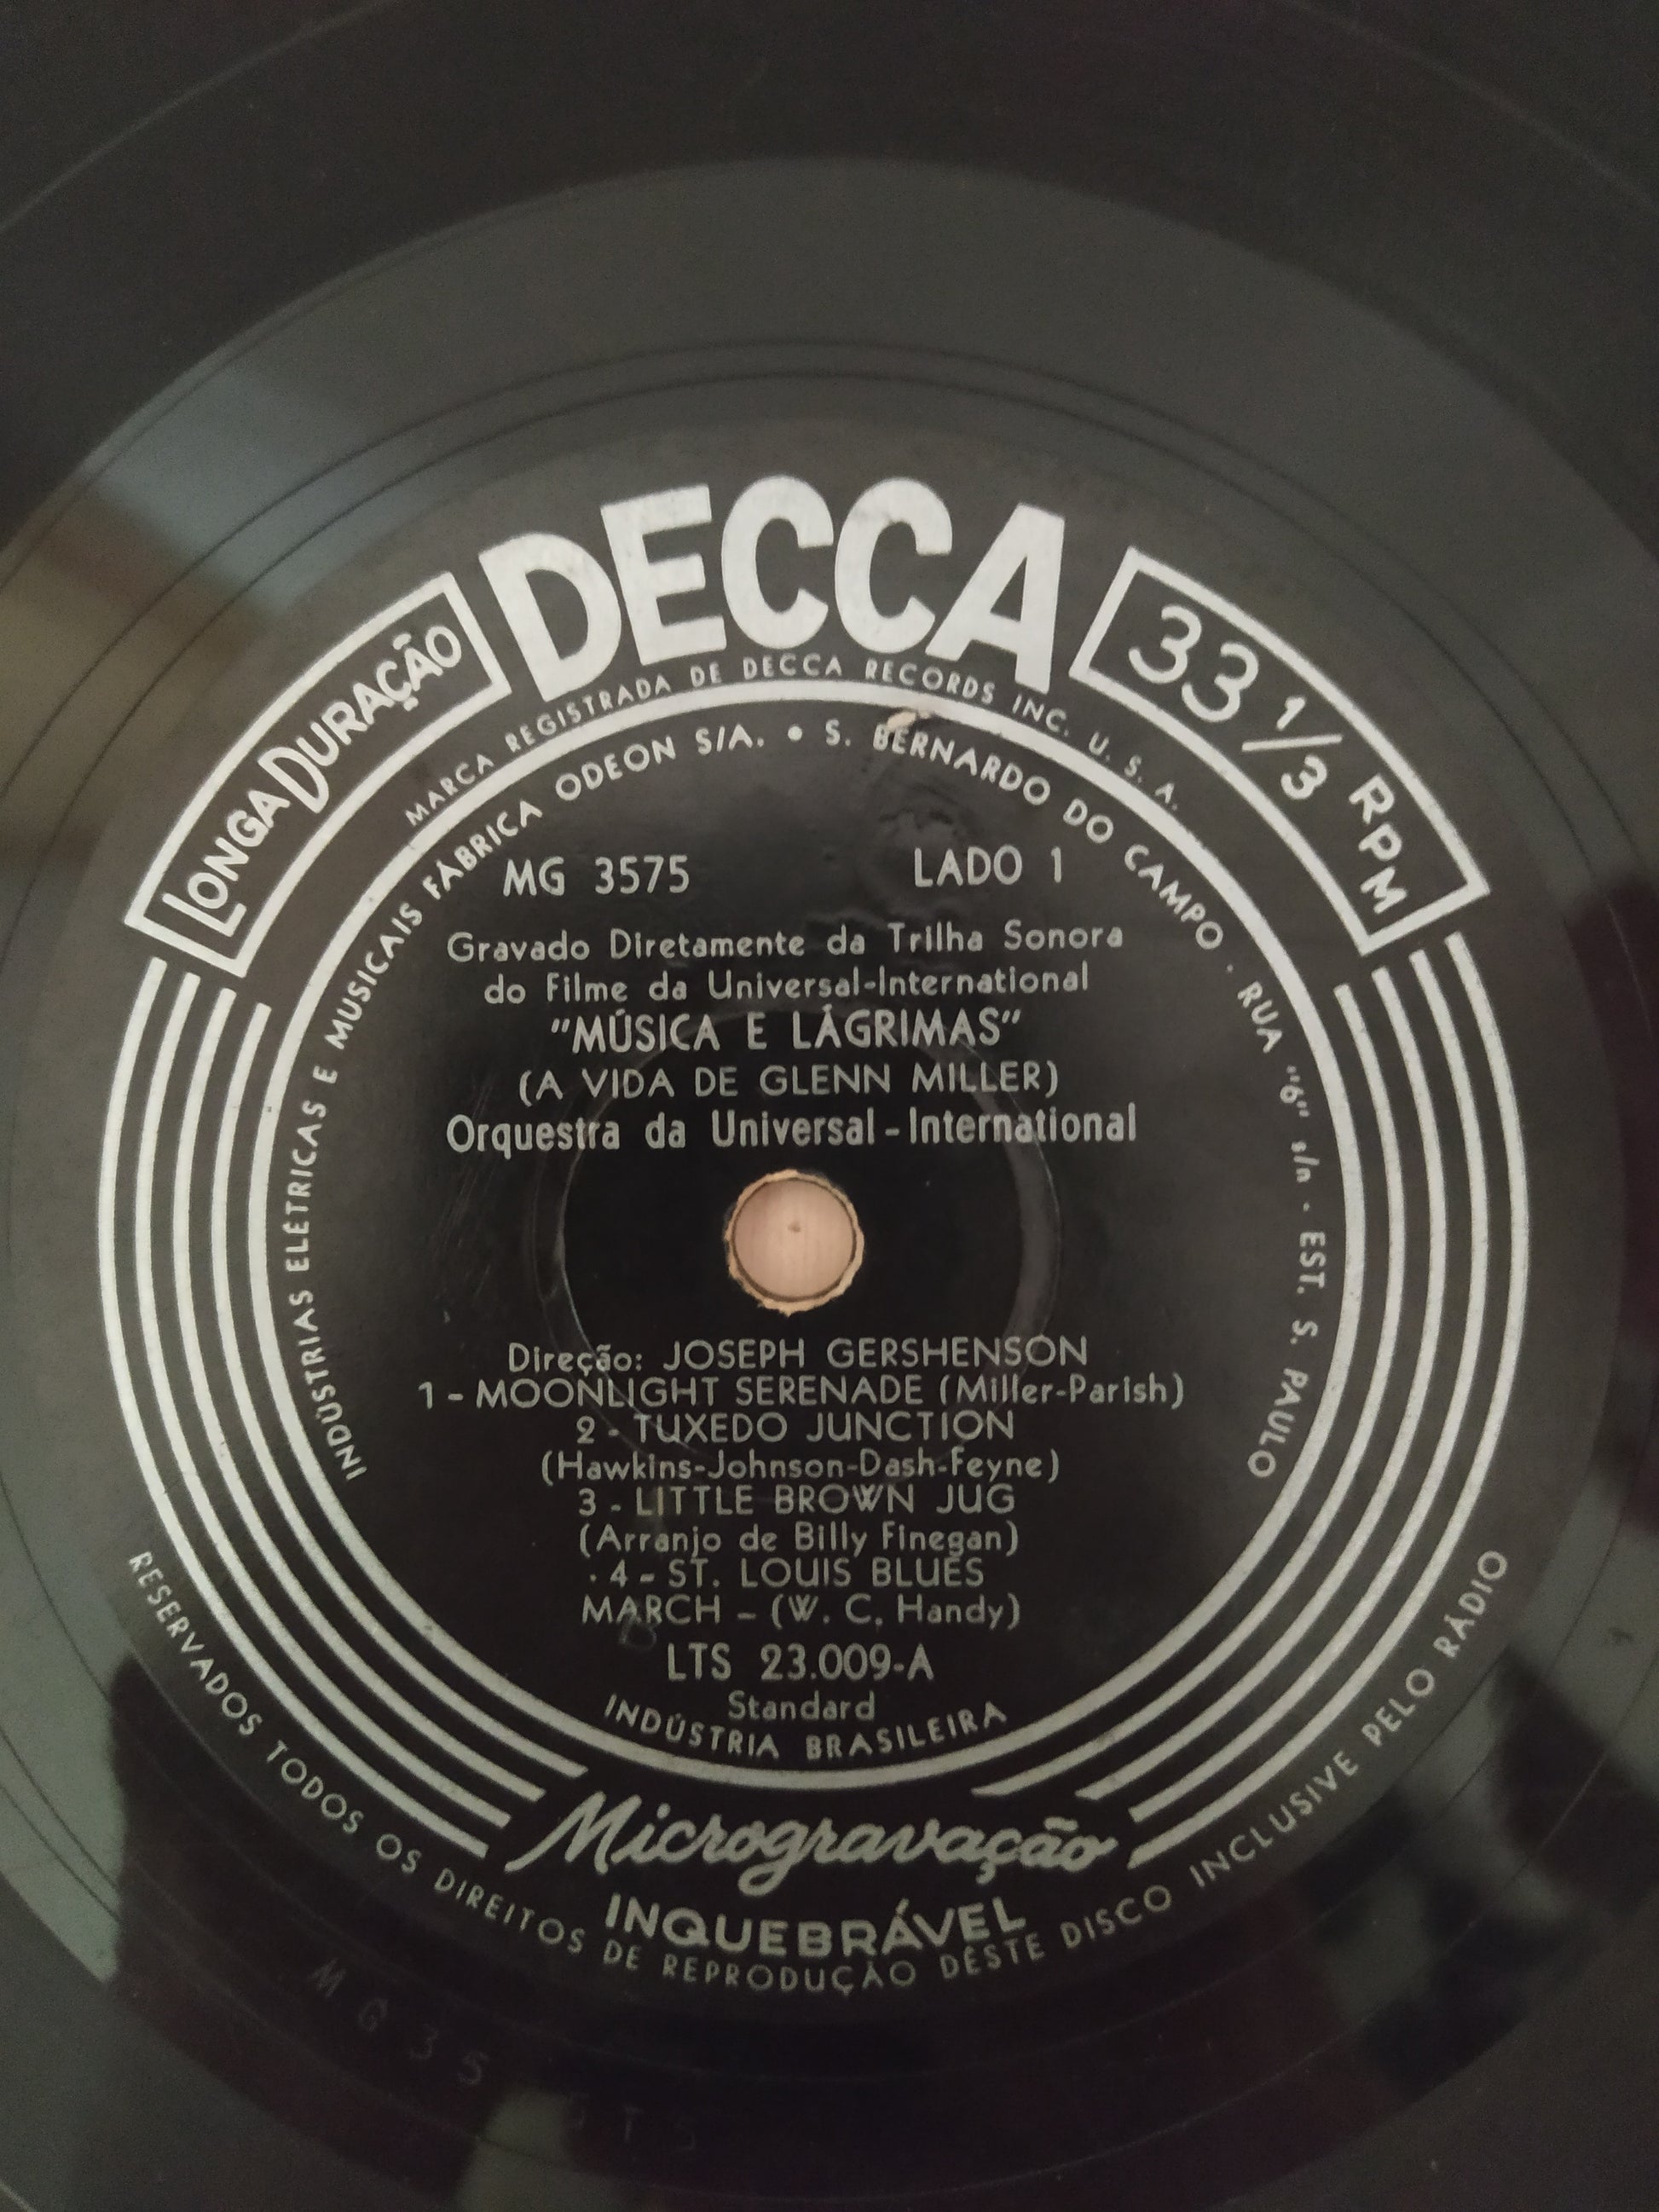 DECCA
LONGA DURAÇÃO
33 1/3 RPM
MARCA REGISTRADA DE DECCA RECORDS INC. U. S. A.
INDÚSTRIAS ELÉTRICAS E MUSICAIS FÁBRICA ODEON S/A. • S. BERNARDO DO CAMPO · RUA "6" s/n · EST. S. PAULO
MG 3575 LADO 1
Gravado Diretamente da Trilha Sonora
do Filme da Universal-International
"MÚSICA E LÁGRIMAS"
(A VIDA DE GLENN MILLER)
Orquestra da Universal-International
Direção: JOSEPH GERSHENSON
1 - MOONLIGHT SERENADE (Miller-Parish)
2 - TUXEDO JUNCTION
(Hawkins-Johnson-Dash-Feyne)
3 - LITTLE BROWN JUG
(Arranjo de Billy Finegan)
4 - ST. LOUIS BLUES
MARCH - (W. C. Handy)
LTS 23.009-A
Standard
INDÚSTRIA BRASILEIRA
Microgravação
INQUEBRÁVEL
RESERVADOS TODOS OS DIREITOS DE REPRODUÇÃO DÊSTE DISCO INCLUSIVE PELO RÁDIO
MG 35